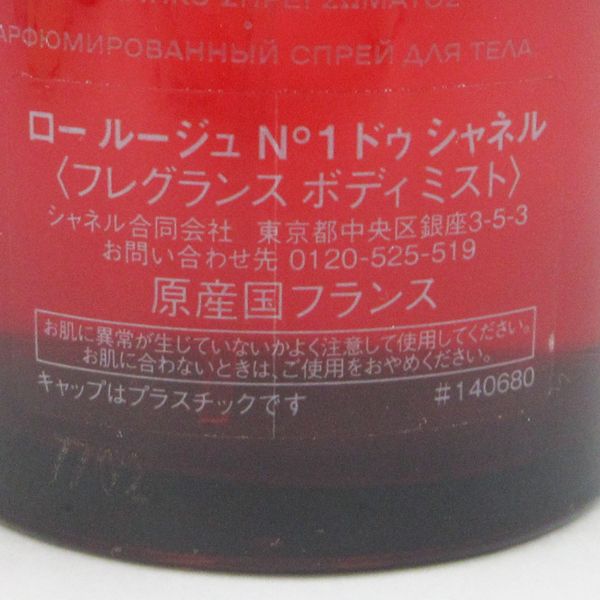 ΣΠΡΕΪ ΣΩΜΑΤΟΣ
ПАРФЮМИРОВАННЫЙ СПРЕЙ ДЛЯ ТЕЛА
ロー ルージュ N°1 ドゥ シャネル
〈フレグランス ボディ ミスト〉
シャネル合同会社 東京都中央区銀座3-5-3
お問い合わせ先 0120-525-519
原産国フランス
お肌に異常が生じていないかよく注意して使用してください。
お肌に合わないときは、ご使用をおやめください。
キャップはプラスチックです #140680